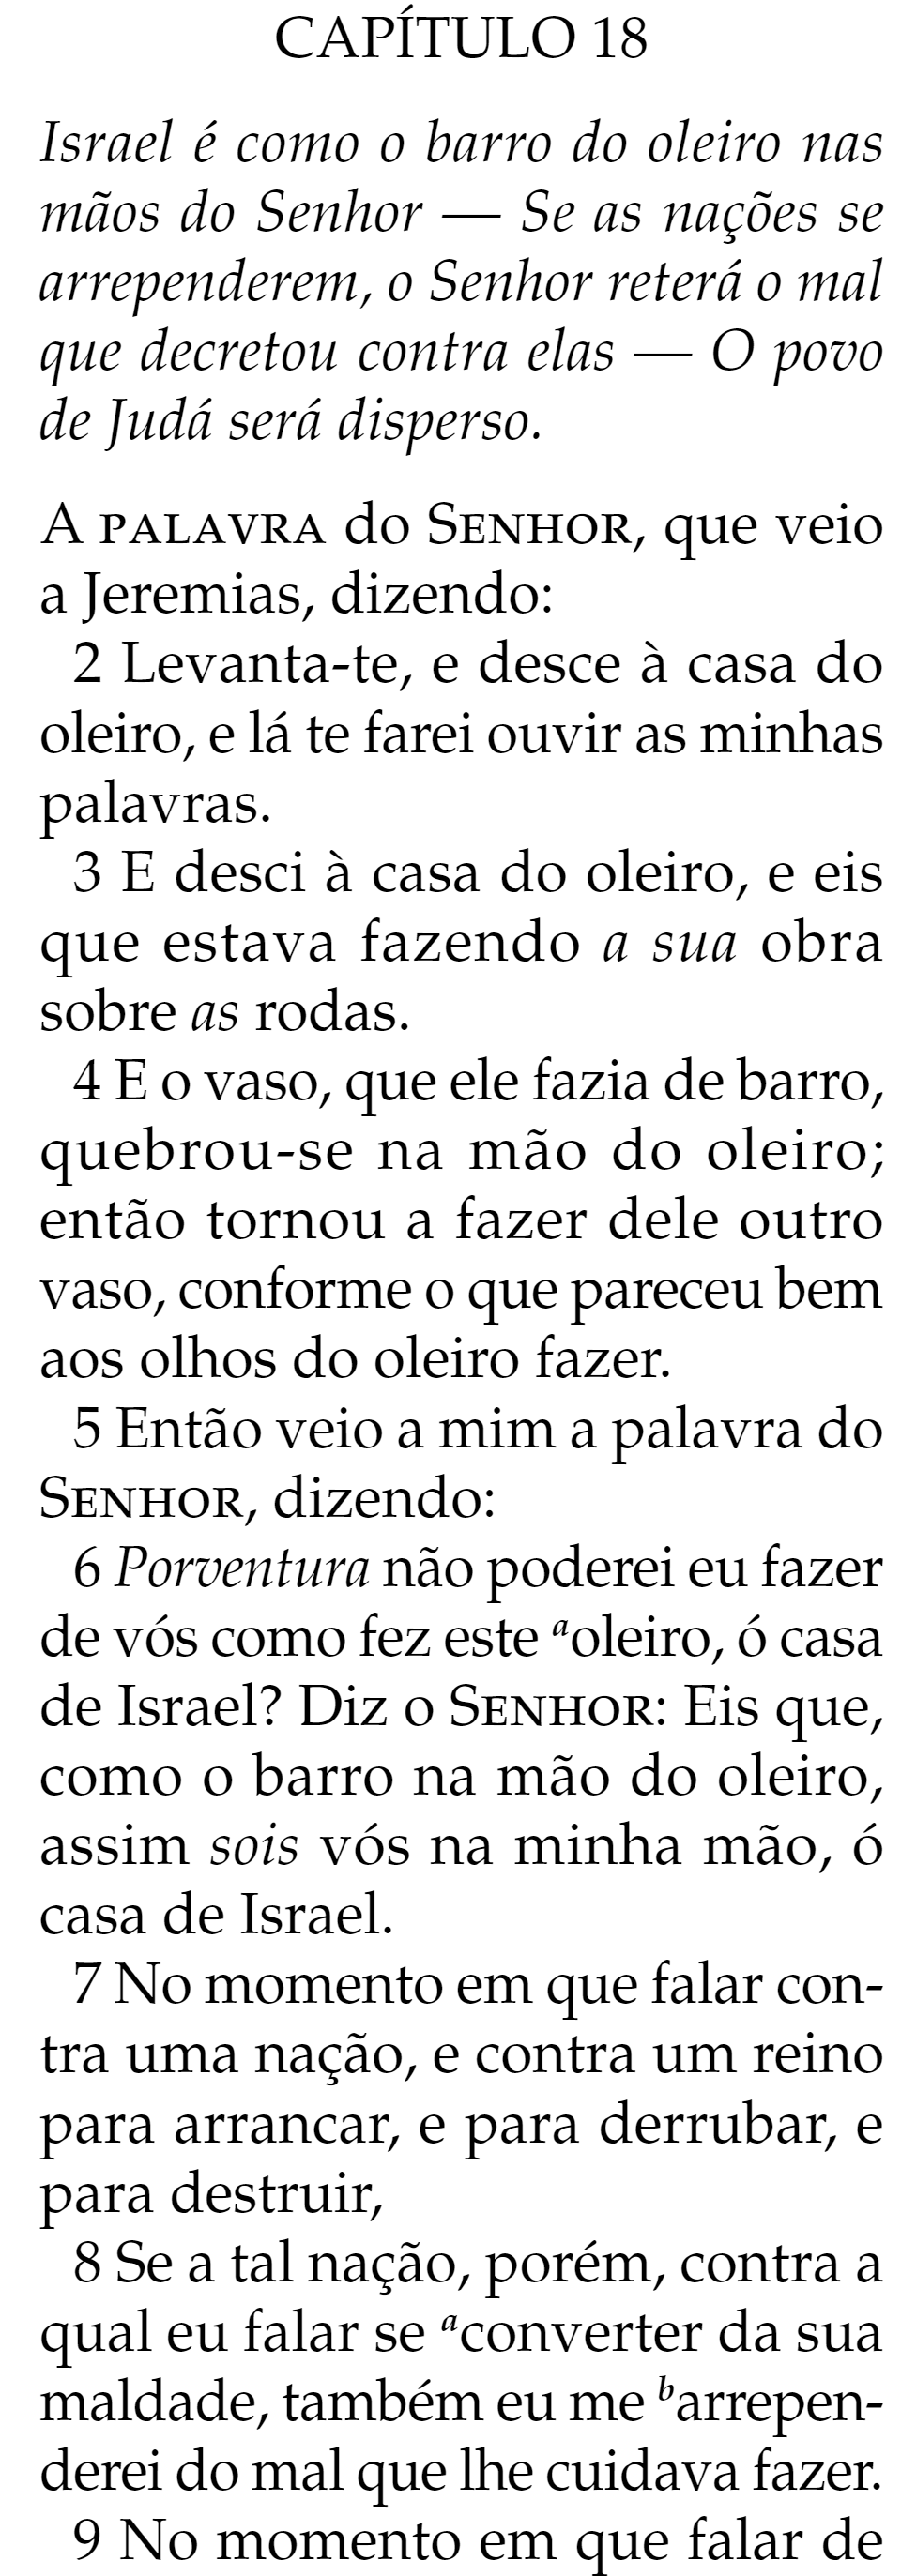 CAPÍTULO 18
Israel é como o barro do oleiro nas
mãos do Senhor — Se as nações se
arrependerem, o Senhor reterá o mal
que decretou contra elas — O povo
de Judá será disperso.
A PALAVRA do SENHOR, que veio
a Jeremias, dizendo:
2 Levanta-te, e desce à casa do
oleiro, e lá te farei ouvir as minhas
palavras.
3 E desci à casa do oleiro, e eis
que estava fazendo a sua obra
sobre as rodas.
4 E o vaso, que ele fazia de barro,
quebrou-se na mão do oleiro;
então tornou a fazer dele outro
vaso, conforme o que pareceu bem
aos olhos do oleiro fazer.
5 Então veio a mim a palavra do
SENHOR, dizendo:
6 Porventura não poderei eu fazer
de vós como fez este ᵃoleiro, ó casa
de Israel? Diz o SENHOR: Eis que,
como o barro na mão do oleiro,
assim sois vós na minha mão, ó
casa de Israel.
7 No momento em que falar con-
tra uma nação, e contra um reino
para arrancar, e para derrubar, e
para destruir,
8 Se a tal nação, porém, contra a
qual eu falar se ᵃconverter da sua
maldade, também eu me ᵇarrepen-
derei do mal que lhe cuidava fazer.
9 No momento em que falar de